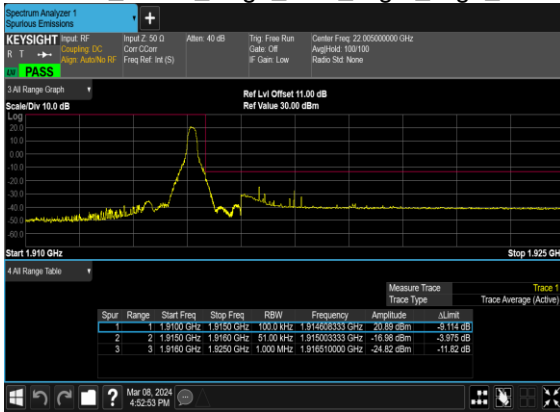 Spectrum Analyzer 1
Spurious Emissions
+
KEYSIGHT Input: RF Input Z: 50 Ω Atten: 40 dB Trig: Free Run Center Freq: 22.005000000 GHz
R T Coupling: DC Corr CCorr Gate: Off Avg|Hold: 100/100
Align: Auto/No RF Freq Ref: Int (S) IF Gain: Low Radio Std: None
PASS
3 All Range Graph
Ref Lvl Offset 11.00 dB
Scale/Div 10.0 dB Ref Value 30.00 dBm
Log
20.0
10.0
0.00
-10.0
-20.0
-30.0
-40.0
-50.0
-60.0
Start 1.910 GHz Stop 1.925 GH
4 All Range Table
Measure Trace Trace 1
Trace Type Trace Average (Active)
Spur Range Start Freq Stop Freq RBW Frequency Amplitude ΔLimit
1 1 1.9100 GHz 1.9150 GHz 100.0 kHz 1.914608333 GHz 20.89 dBm -9.114 dB
2 2 1.9150 GHz 1.9160 GHz 51.00 kHz 1.915003333 GHz -16.98 dBm -3.975 dB
3 3 1.9160 GHz 1.9250 GHz 1.000 MHz 1.916510000 GHz -24.82 dBm -11.82 dB
? Mar 08, 2024
4:52:53 PM